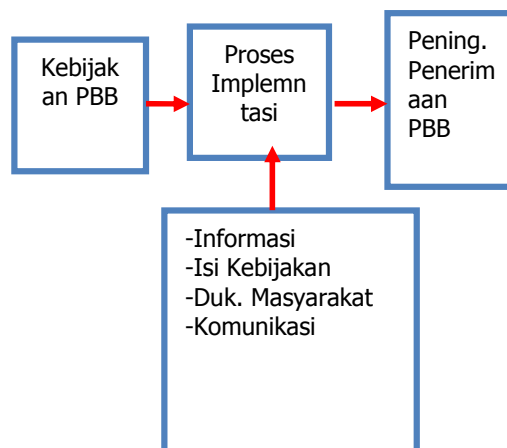 Kebijak
an PBB
Proses
Implemn
tasi
Pening.
Penerim
aan
PBB
-Informasi
-Isi Kebijakan
-Duk. Masyarakat
-Komunikasi